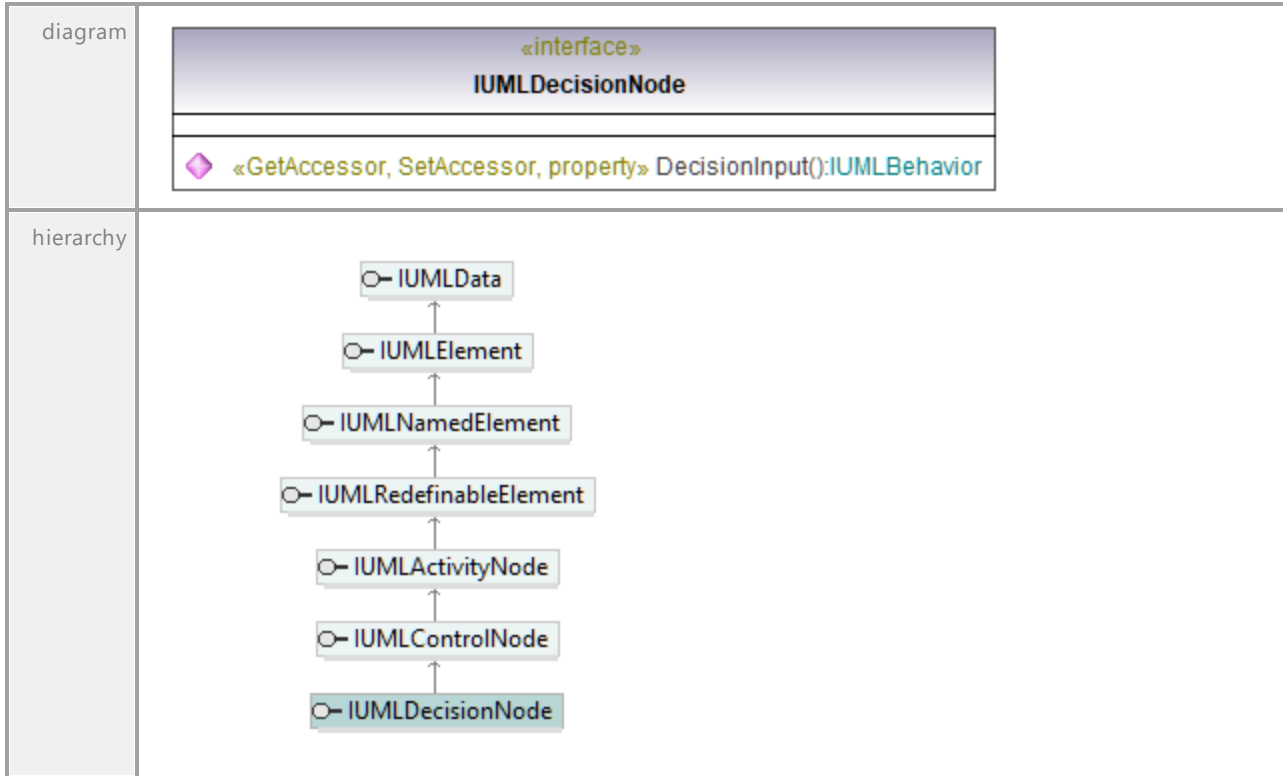 diagram
«interface»
IUMLDecisionNode
«GetAccessor, SetAccessor, property» DecisionInput():IUMLBehavior
hierarchy
IUMLData
IUMLElement
IUMLNamedElement
IUMLRedefinableElement
IUMLActivityNode
IUMLControlNode
IUMLDecisionNode